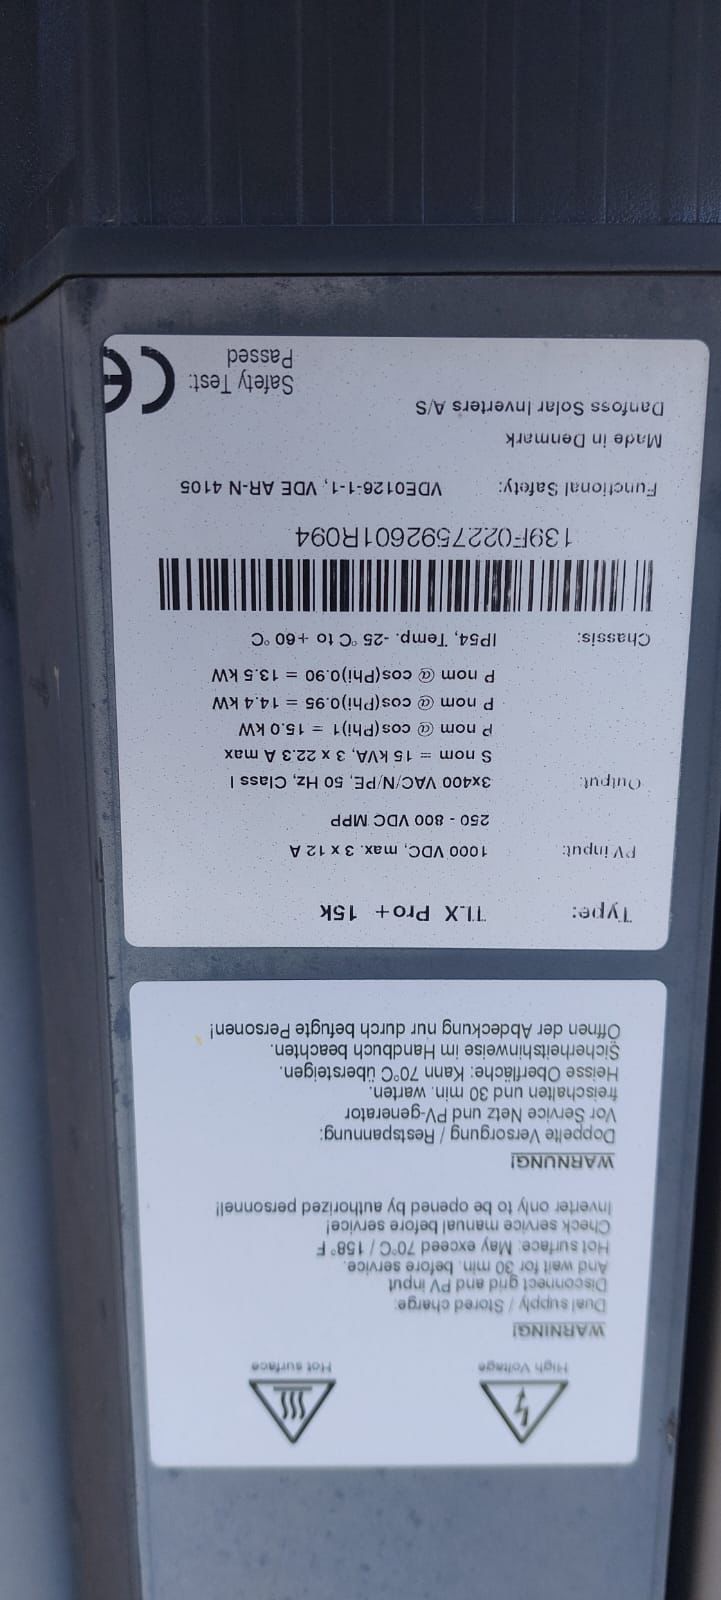 High Voltage
Hot surface
WARNING!
Dual supply / Stored charge:
Disconnect grid and PV input
And wait for 30 min. before service.
Hot surface: May exceed 70°C / 158° F
Check service manual before service!
Inverter only to be opened by authorized personnel!
WARNUNG!
Doppelte Versorgung / Restspannung:
Vor Service Netz und PV-generator
freischalten und 30 min. warten.
Heisse Oberfläche: Kann 70°C übersteigen.
Sicherheitshinweise im Handbuch beachten.
Öffnen der Abdeckung nur durch befugte Personen!
Type: TLX Pro+ 15k
PV input: 1000 VDC, max. 3 x 12 A
250 - 800 VDC MPP
Output: 3x400 VAC/N/PE, 50 Hz, Class I
S nom = 15 kVA, 3 x 22.3 A max
P nom @ cos(Phi)1 = 15.0 kW
P nom @ cos(Phi)0.95 = 14.4 kW
P nom @ cos(Phi)0.90 = 13.5 kW
Chassis: IP54, Temp. -25 °C to +60 °C
139F0227592601R094
Functional Safety: VDE0126-1-1, VDE AR-N 4105
Made in Denmark
Danfoss Solar Inverters A/S
Safety Test:
Passed
CE